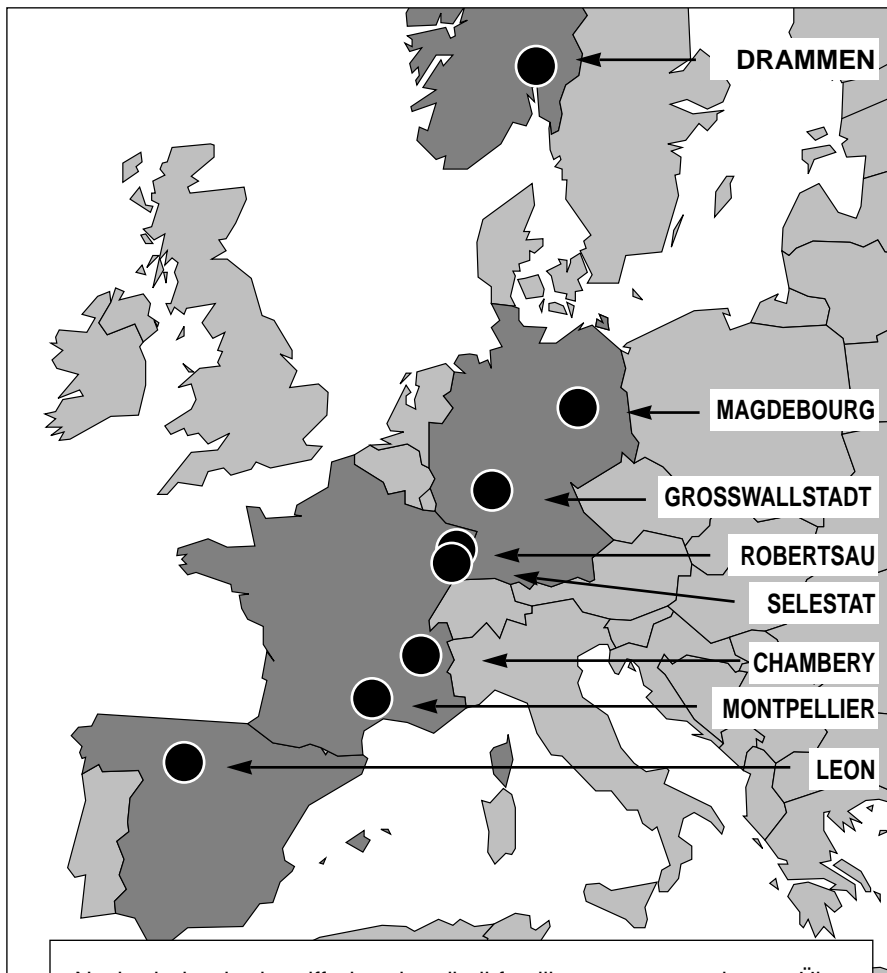 DRAMMEN
MAGDEBOURG
GROSSWALLSTADT
ROBERTSAU
SELESTAT
CHAMBERY
MONTPELLIER
LEON